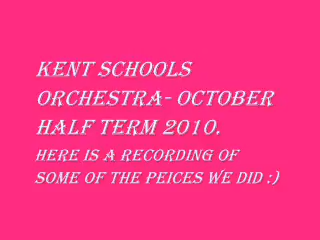 Kent Schools
Orchestra- October
Half Term 2010.
Here is a recording of
some of the peices we did :)